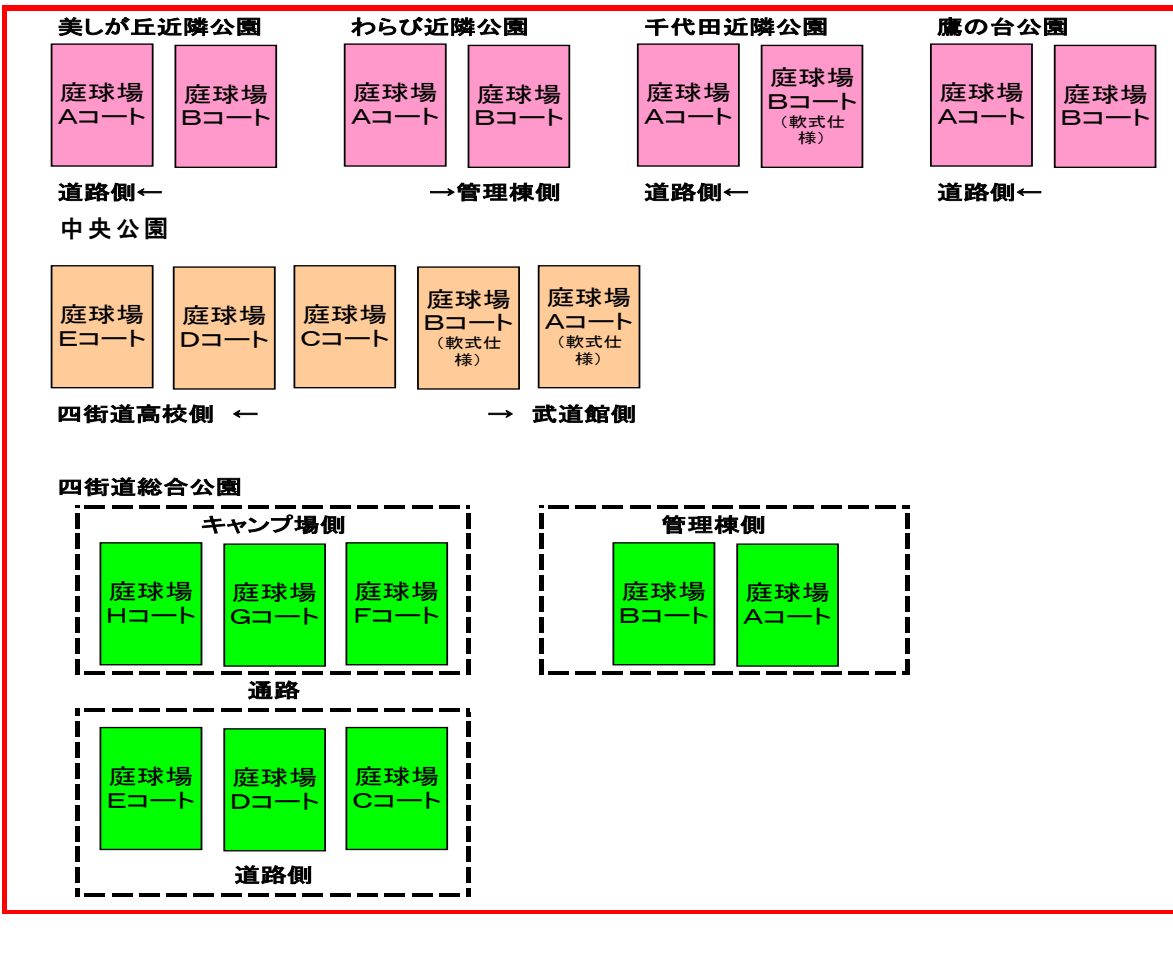 美しが丘近隣公園
わらび近隣公園
千代田近隣公園
鷹の台公園
庭球場
Aコート
庭球場
Bコート
庭球場
Aコート
庭球場
Bコート
庭球場
Aコート
庭球場
Bコート
（軟式仕
様）
庭球場
Aコート
庭球場
Bコート
道路側←
→管理棟側
道路側←
道路側←
中央公園
庭球場
Eコート
庭球場
Dコート
庭球場
Cコート
庭球場
Bコート
（軟式仕
様）
庭球場
Aコート
（軟式仕
様）
四街道高校側 ←
→ 武道館側
四街道総合公園
キャンプ場側
庭球場
Hコート
庭球場
Gコート
庭球場
Fコート
管理棟側
庭球場
Bコート
庭球場
Aコート
通路
庭球場
Eコート
庭球場
Dコート
庭球場
Cコート
道路側